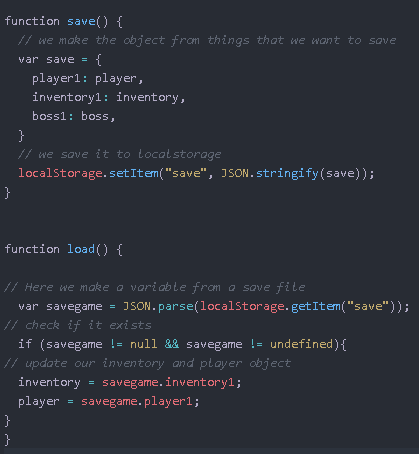 function save() {
// we make the object from things that we want to save
var save = {
player1: player,
inventory1: inventory,
boss1: boss,
}
// we save it to localstorage
localStorage.setItem("save", JSON.stringify(save));
}
function load() {
// Here we make a variable from a save file
var savegame = JSON.parse(localStorage.getItem("save"));
// check if it exists
if (savegame != null && savegame != undefined){
// update our inventory and player object
inventory = savegame.inventory1;
player = savegame.player1;
}
}